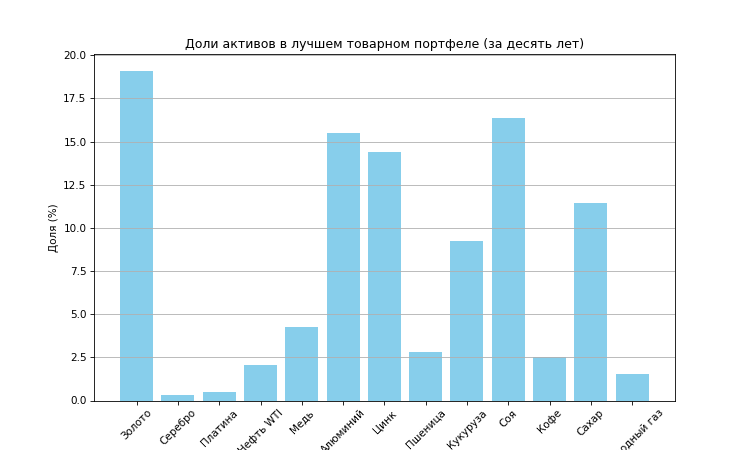 Доли активов в лучшем товарном портфеле (за десять лет)
Доля (%)
20.0
17.5
15.0
12.5
10.0
7.5
5.0
2.5
0.0
Золото
Серебро
Платина
Нефть WTI
Медь
Алюминий
Цинк
Пшеница
Кукуруза
Соя
Кофе
Сахар
газ